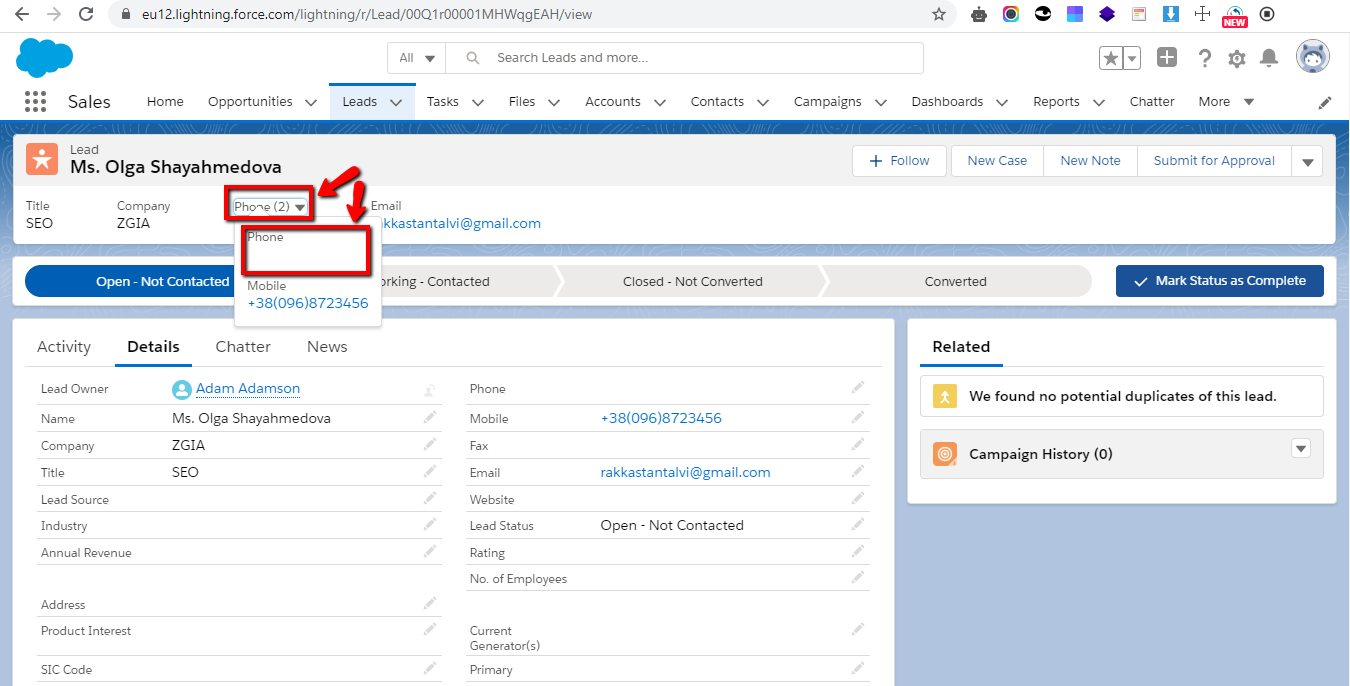 eu12.lightning.force.com/lightning/r/Lead/00Q1r00001MHWqgEAH/view
NEW
All
Search Leads and more...
Sales
Home
Opportunities
Leads
Tasks
Files
Accounts
Contacts
Campaigns
Dashboards
Reports
Chatter
More
Lead
Ms. Olga Shayahmedova
Follow
New Case
New Note
Submit for Approval
Title
SEO
Company
ZGIA
Phone (2)
Email
akkastantalvi@gmail.com
Phone
Mobile
+38(096)8723456
Open - Not Contacted
orking - Contacted
Closed - Not Converted
Converted
Mark Status as Complete
Activity
Details
Chatter
News
Lead Owner
Adam Adamson
Name
Ms. Olga Shayahmedova
Company
ZGIA
Title
SEO
Lead Source
Industry
Annual Revenue
Address
Product Interest
SIC Code
Phone
Mobile
+38(096)8723456
Fax
Email
rakkastantalvi@gmail.com
Website
Lead Status
Open - Not Contacted
Rating
No. of Employees
Current
Generator(s)
Primary
Related
We found no potential duplicates of this lead.
Campaign History (0)